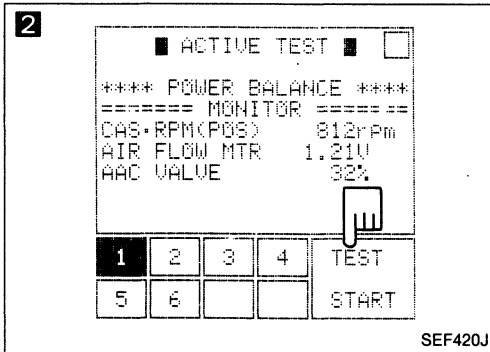 2
■ ACTIVE TEST ■
**** POWER BALANCE ****
======= MONITOR =======
CAS•RPM(POS) 812rpm
AIR FLOW MTR 1.21V
AAC VALVE 32%
1 2 3 4 TEST
5 6 START
SEF420J